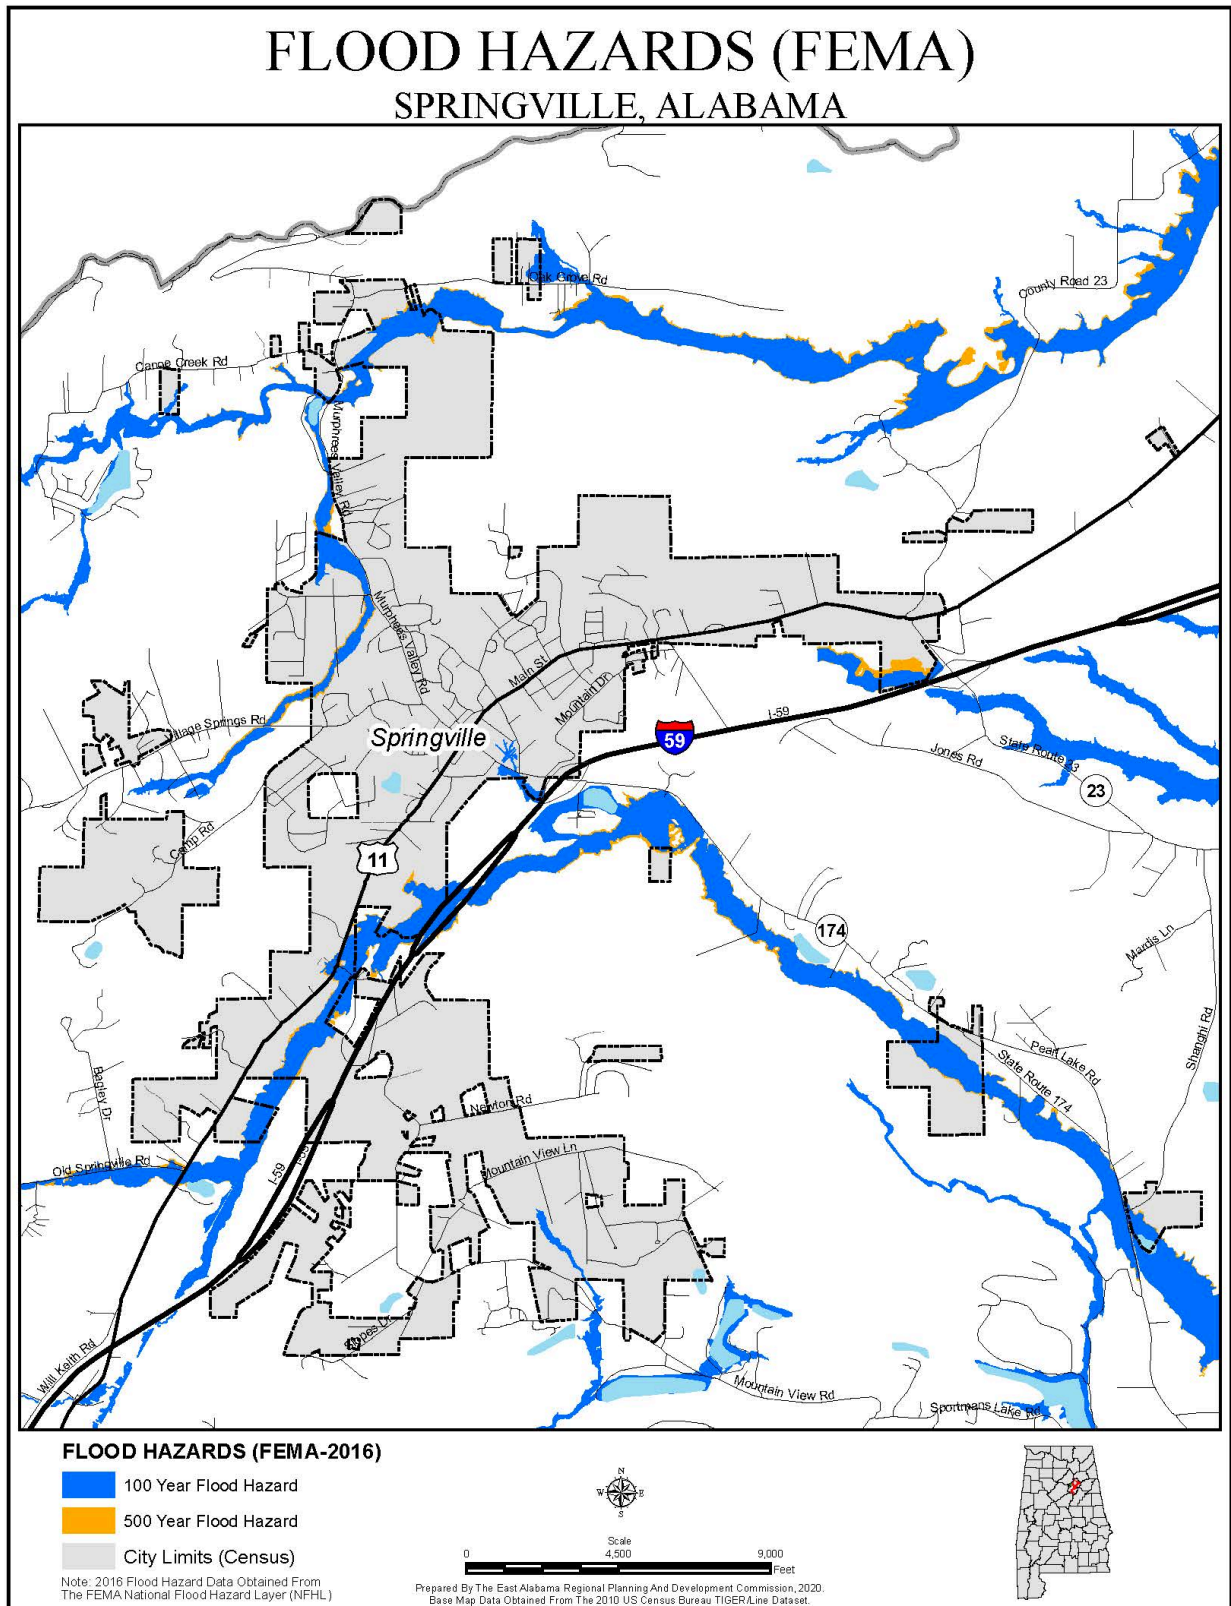 FLOOD HAZARDS (FEMA)
SPRINGVILLE, ALABAMA
Oak Grove Rd
County Road 23
Canoe Creek Rd
Murphrees Valley Rd
Murphrees Valley Rd
Main St
Mountain Dr
Village Springs Rd
Springville
59
I-59
State Route 23
Jones Rd
23
Camp Rd
11
174
Mardis Ln
Shanghi Rd
Pearl Lake Rd
State Route 174
Bagley Dr
Newton Rd
Mountain View Ln
Old Springville Rd
I-59
I-59
Slopes Dr
Will Keith Rd
Mountain View Rd
Sportmans Lake Rd
FLOOD HAZARDS (FEMA-2016)
100 Year Flood Hazard
500 Year Flood Hazard
City Limits (Census)
Note: 2016 Flood Hazard Data Obtained From
The FEMA National Flood Hazard Layer (NFHL)
N
W E
S
Scale
0 4,500 9,000
Feet
Prepared By The East Alabama Regional Planning And Development Commission, 2020.
Base Map Data Obtained From The 2010 US Census Bureau TIGER/Line Dataset.